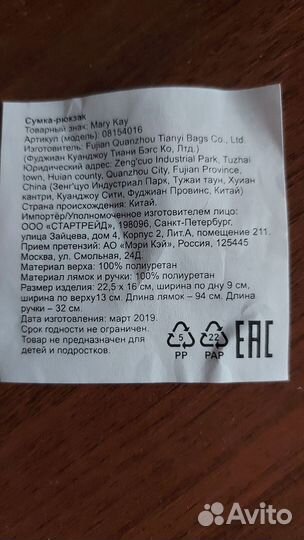 Сумка-рюкзак
Товарный знак: Mary Kay
Артикул (модель): 08154016
Изготовитель: Fujian Quanzhou Tianyi Bags Co., Ltd.
(Фуджиан Куанджоу Тиани Бэгс Ко, Лтд.)
Юридический адрес: Zeng'cuo Industrial Park, Tuzhai
town, Huian county, Quanzhou City, Fujian Province,
China (Зенг'цуо Индустриал Парк, Тужаи таун, Хуиан
кантри, Куанджоу Сити, Фуджиан Провинс, Китай)
Страна происхождения: Китай.
Импортёр/Уполномоченное изготовителем лицо:
ООО «СТАРТРЕЙД», 198096, Санкт-Петербург,
улица Зайцева, дом 4, Корпус 2, Лит.А, помещение 211.
Прием претензий: АО «Мэри Кэй», Россия, 125445
Москва, ул. Смольная, 24Д.
Материал верха: 100% полиуретан
Материал лямок и ручки: 100% полиуретан
Размер изделия: 22,5 х 16 см, ширина по дну 9 см,
ширина по верху13 см. Длина лямок – 94 см. Длина
ручки – 32 см.
Дата изготовления: март 2019.
Срок годности не ограничен.
Товар не предназначен для
детей и подростков.
5
PP
22
PAP
EAC
Avito